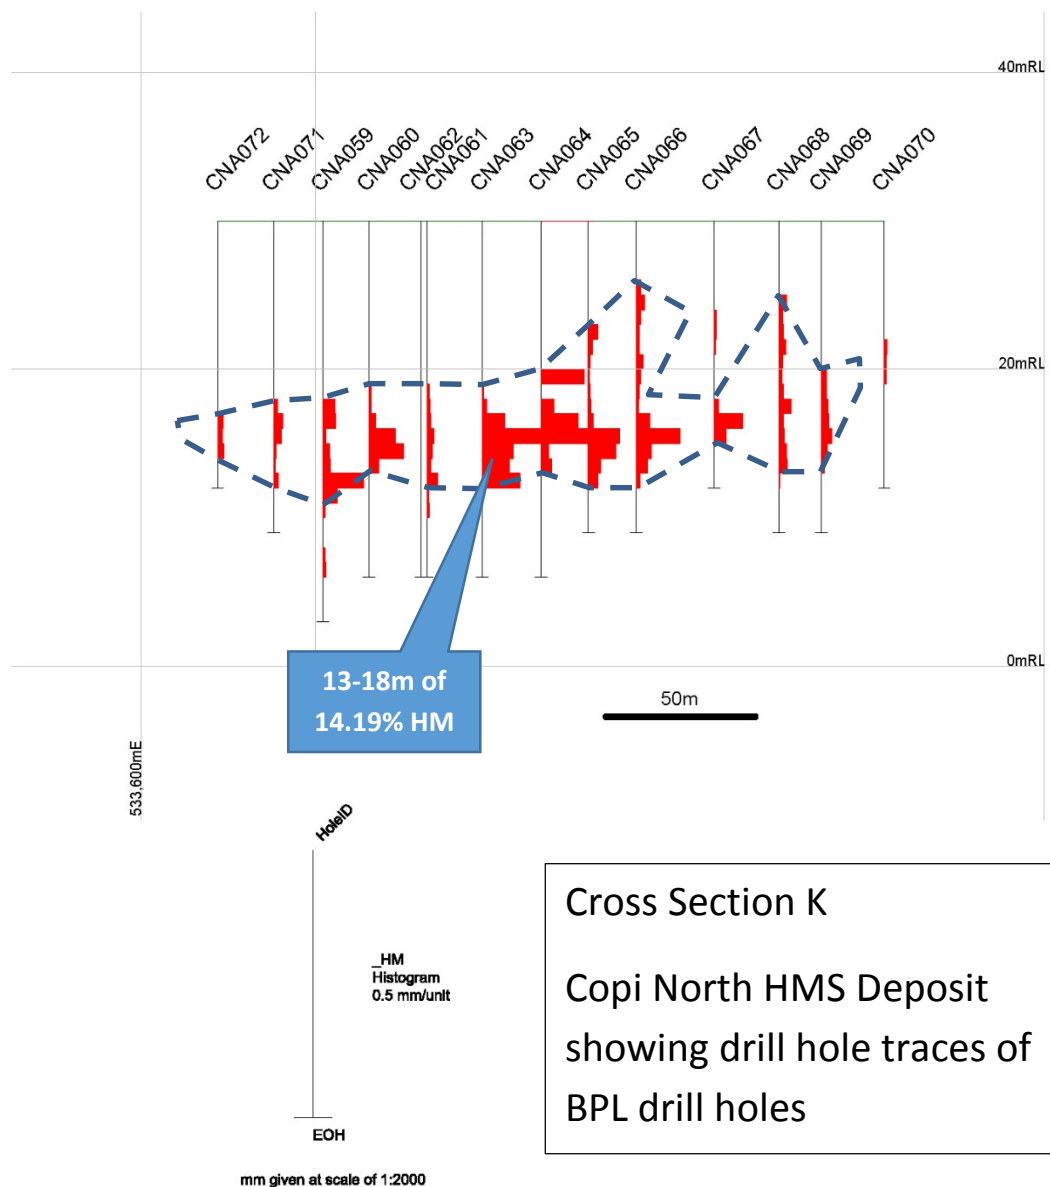 40mRL
CNA072
CNA071
CNA059
CNA060
CNA062
CNA061
CNA063
CNA064
CNA065
CNA066
CNA067
CNA068
CNA069
CNA070
20mRL
0mRL
13-18m of
14.19% HM
50m
533,600mE
HoleID
_HM
Histogram
0.5 mm/unit
EOH
mm given at scale of 1:2000
Cross Section K
Copi North HMS Deposit
showing drill hole traces of
BPL drill holes